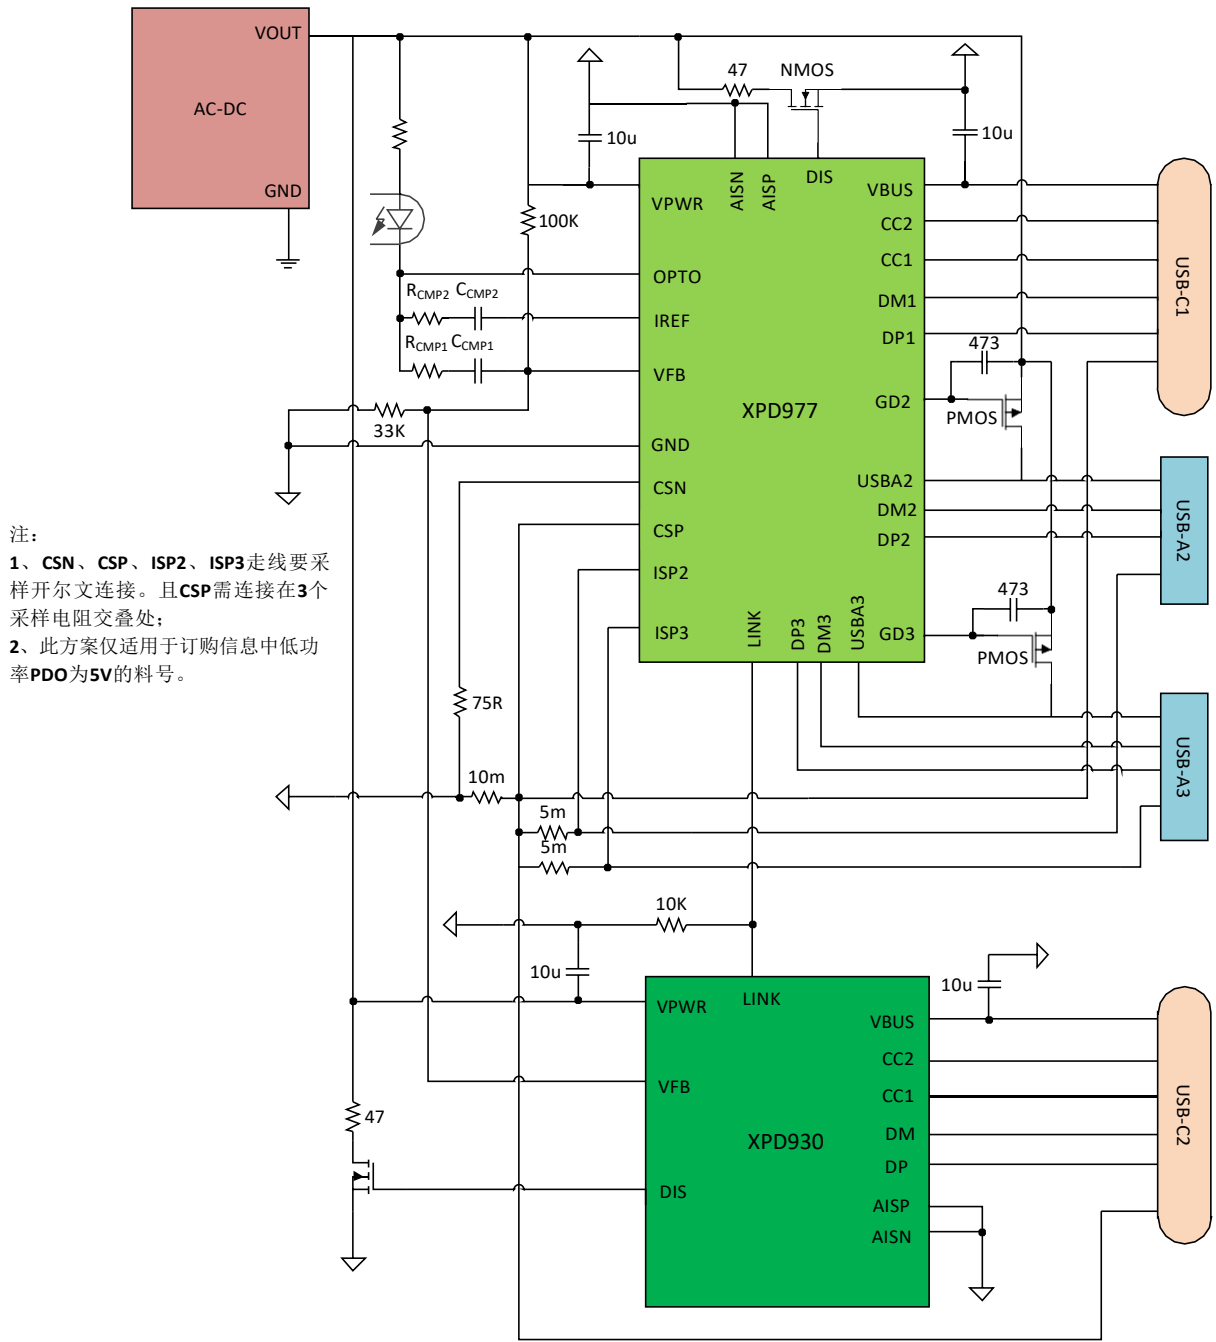 VOUT
AC-DC
GND
47
NMOS
10u
10u
AISN
AISP
DIS
VPWR
VBUS
100K
CC2
CC1
OPTO
RCMP2 CCMP2
IREF
DM1
RCMP1 CCMP1
DP1
VFB
473
USB-C1
XPD977
GD2
PMOS
33K
GND
CSN
USBA2
DM2
CSP
DP2
USB-A2
ISP2
473
ISP3
LINK
DP3
DM3
USBA3
GD3
PMOS
注：
1、CSN、CSP、ISP2、ISP3走线要采
样开尔文连接。且CSP需连接在3个
采样电阻交叠处；
2、此方案仅适用于订购信息中低功
率PDO为5V的料号。
75R
10m
USB-A3
5m
5m
10K
10u
10u
LINK
VPWR
VBUS
CC2
VFB
CC1
USB-C2
47
XPD930
DM
DP
DIS
AISP
AISN